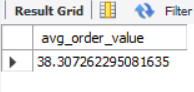 Result Grid Filter
avg_order_value
38.307262295081635